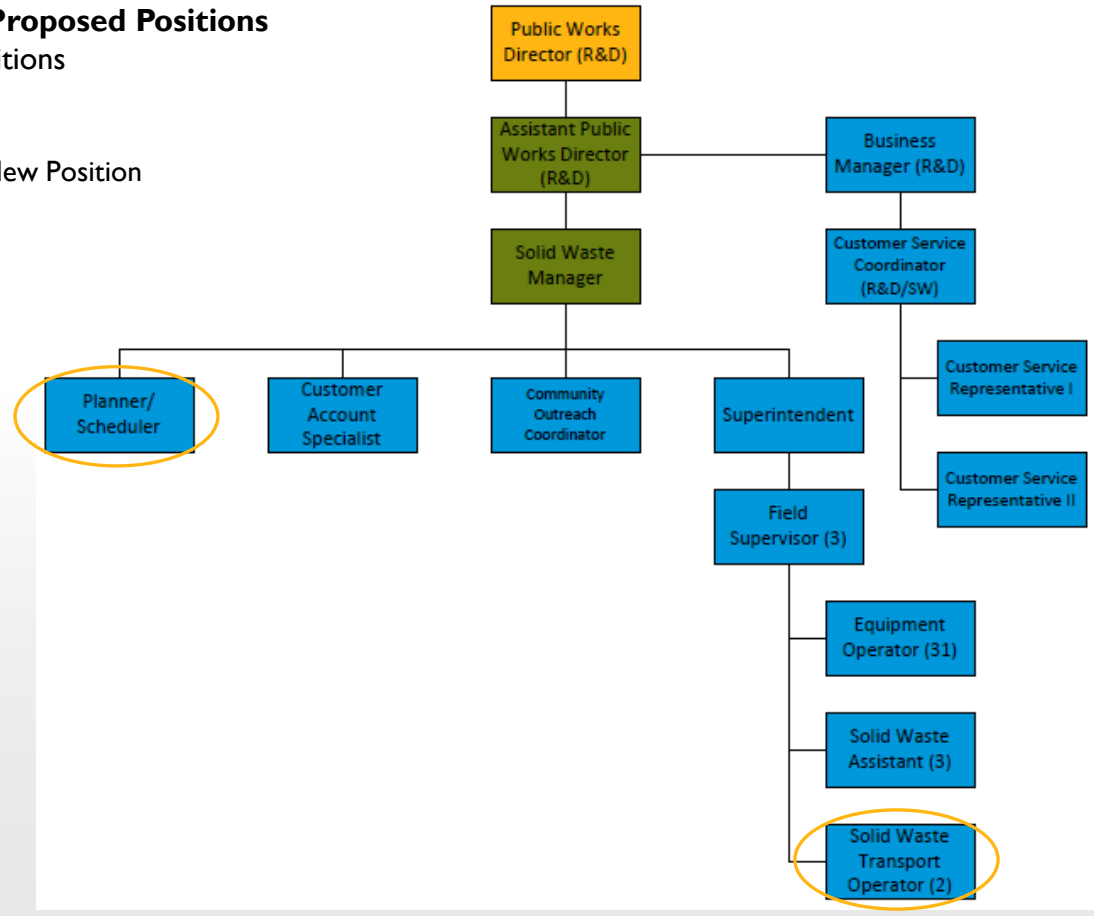 Proposed Positions
itions
New Position
Public Works
Director (R&D)
Assistant Public
Works Director
(R&D)
Business
Manager (R&D)
Solid Waste
Manager
Customer Service
Coordinator
(R&D/SW)
Customer Service
Representative I
Customer Service
Representative II
Planner/
Scheduler
Customer
Account
Specialist
Community
Outreach
Coordinator
Superintendent
Field
Supervisor (3)
Equipment
Operator (31)
Solid Waste
Assistant (3)
Solid Waste
Transport
Operator (2)